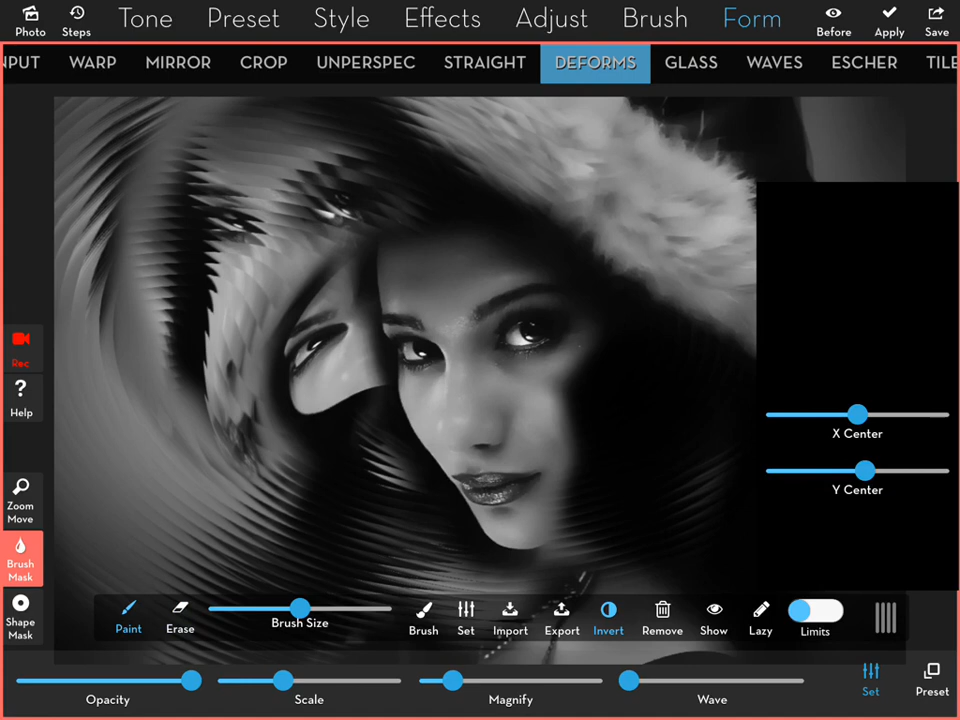 Photo
Steps
Tone
Preset
Style
Effects
Adjust
Brush
Form
Before
Apply
Save
NPUT
WARP
MIRROR
CROP
UNPERSPEC
STRAIGHT
DEFORMS
GLASS
WAVES
ESCHER
TILE
Rec
?
Help
X Center
Y Center
Zoom
Move
Brush
Mask
Shape
Mask
Paint
Erase
Brush Size
Brush
Set
Import
Export
Invert
Remove
Show
Lazy
Limits
Opacity
Scale
Magnify
Wave
Set
Preset